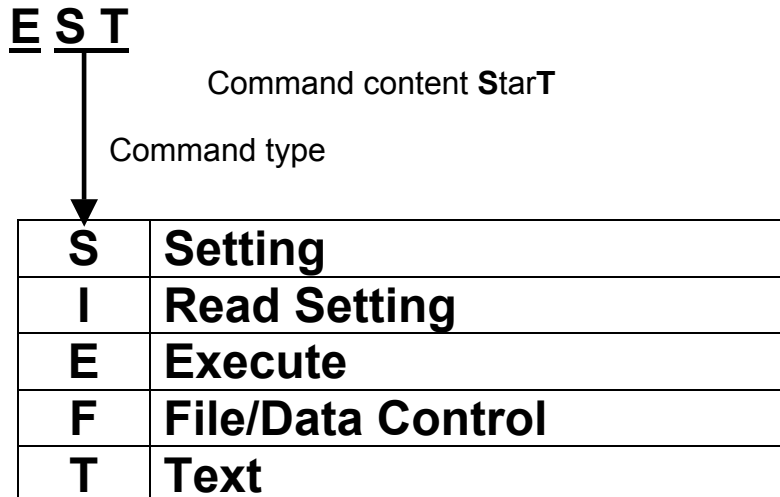 E S T
Command content StarT
Command type
S Setting
I Read Setting
E Execute
F File/Data Control
T Text